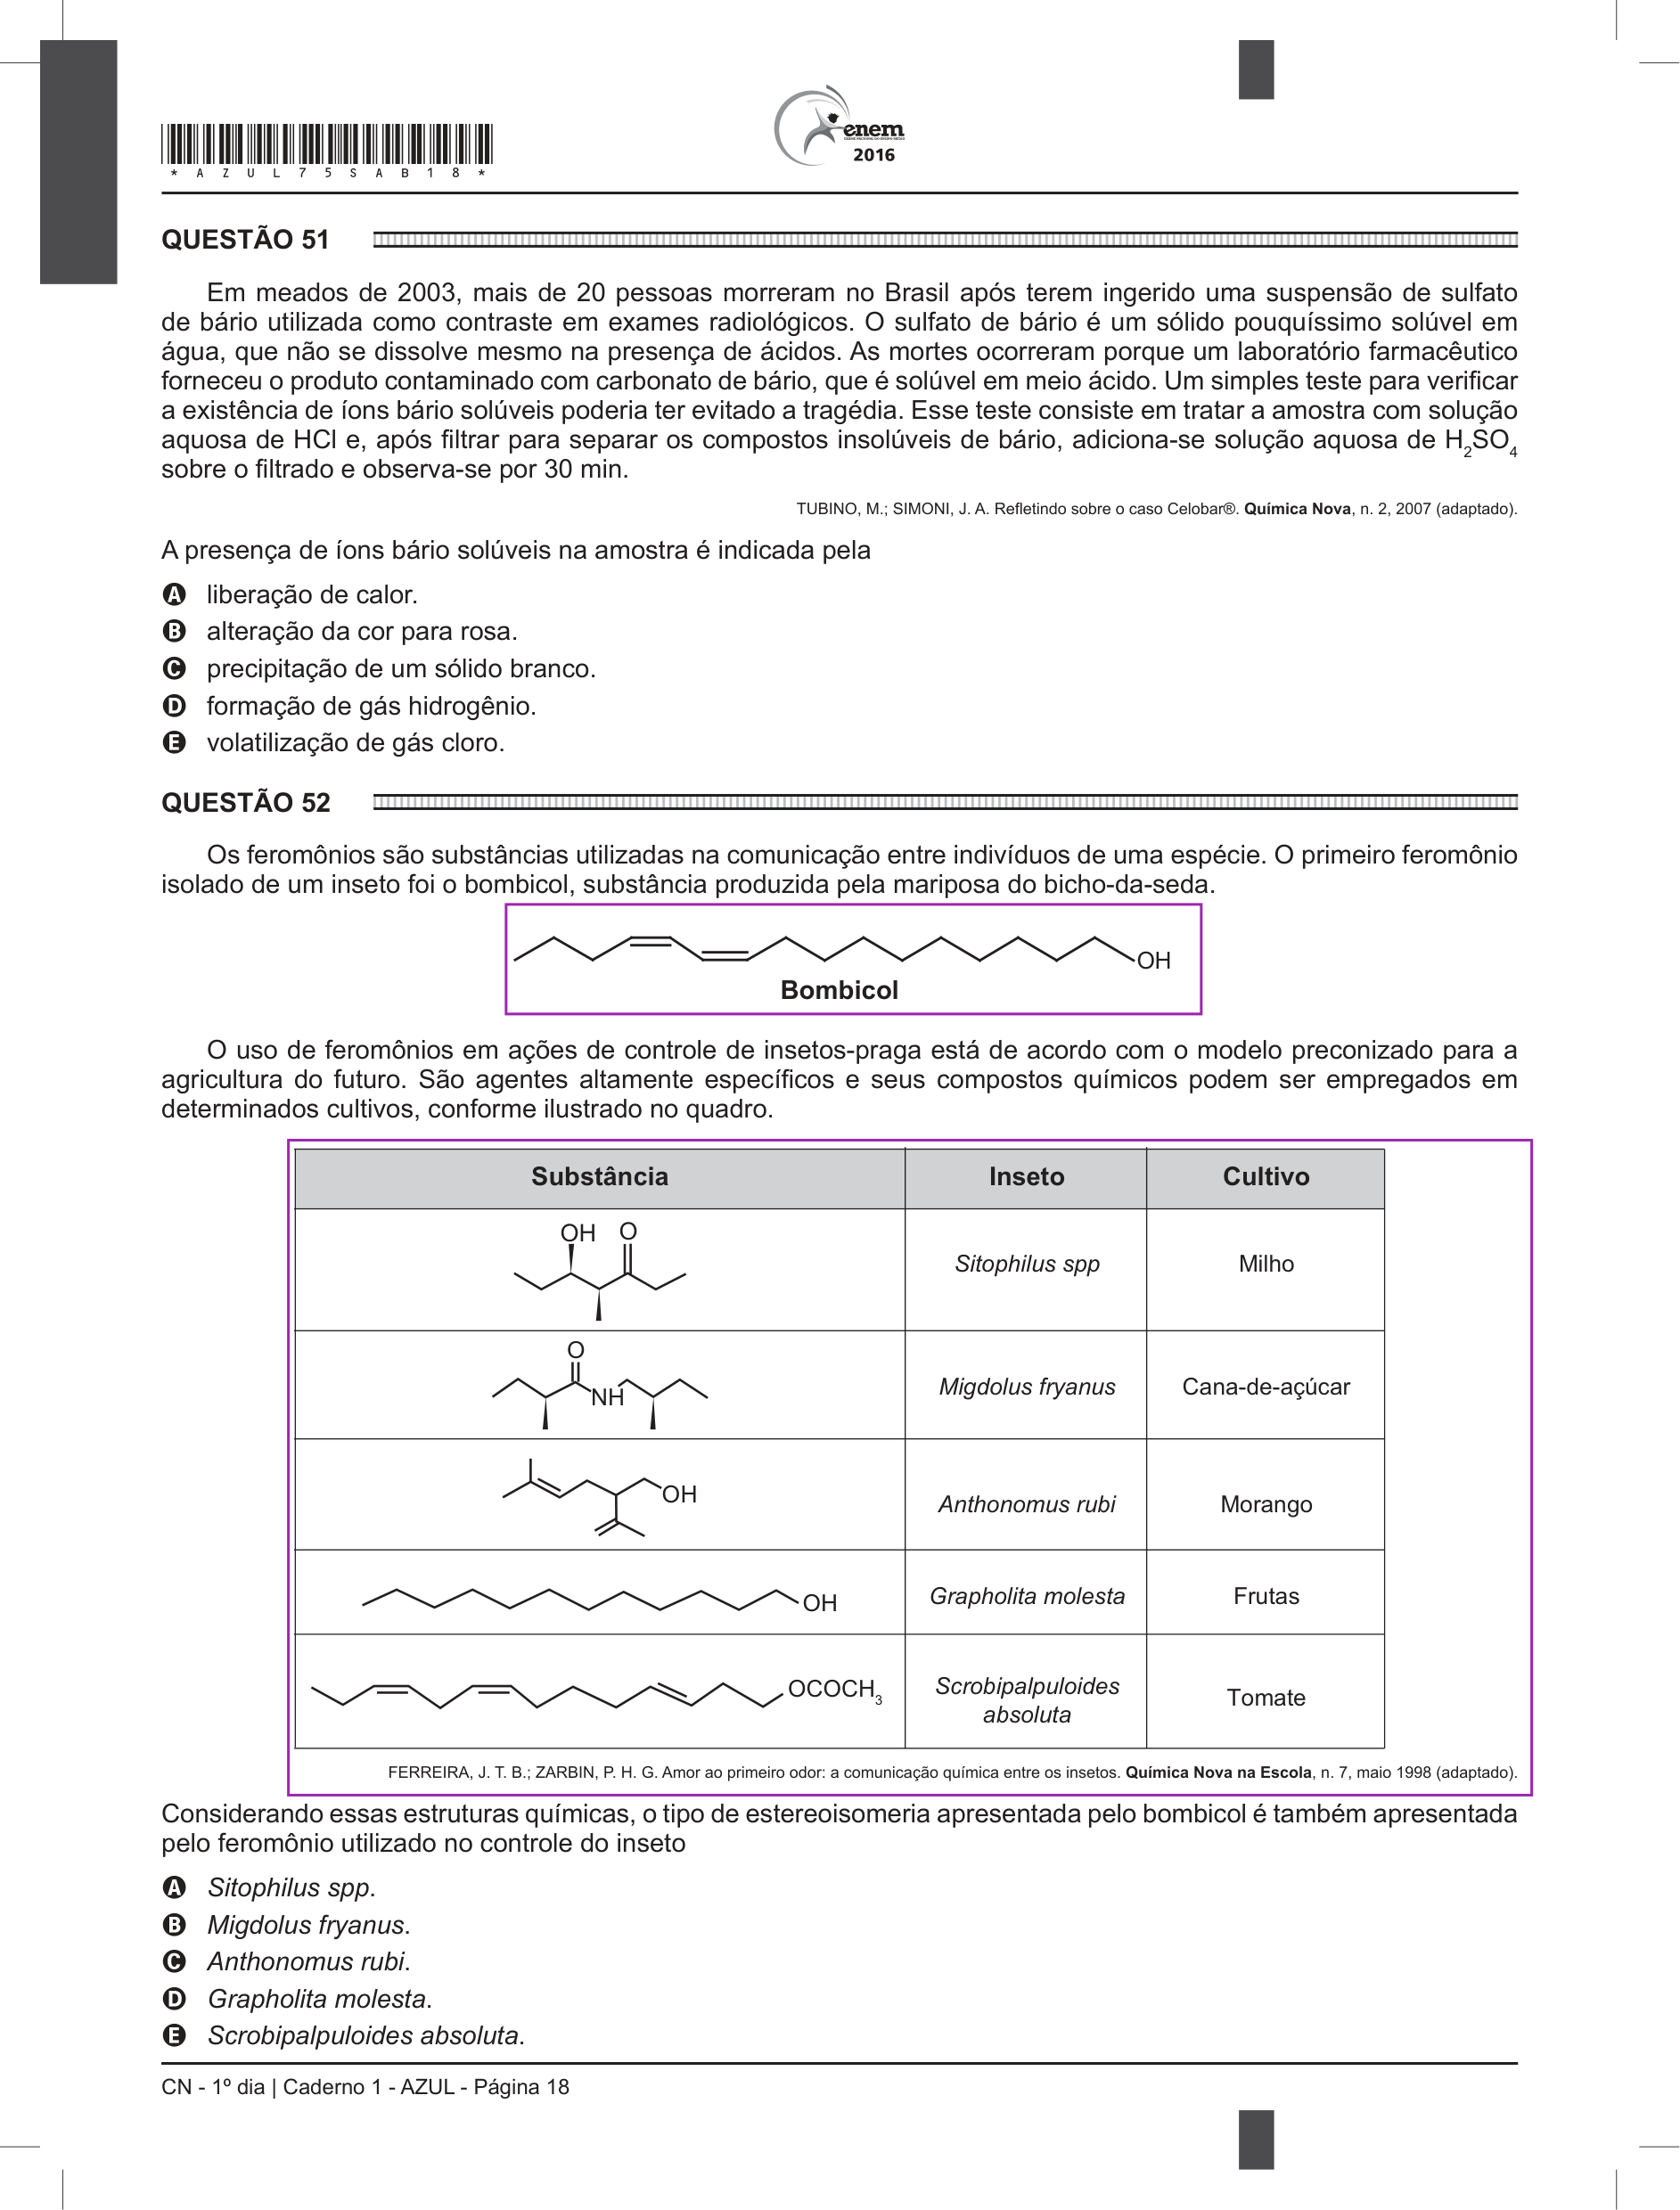 *AZUL75SAB18*
enem
2016
QUESTÃO 51
Em meados de 2003, mais de 20 pessoas morreram no Brasil após terem ingerido uma suspensão de sulfato
de bário utilizada como contraste em exames radiológicos. O sulfato de bário é um sólido pouquíssimo solúvel em
água, que não se dissolve mesmo na presença de ácidos. As mortes ocorreram porque um laboratório farmacêutico
forneceu o produto contaminado com carbonato de bário, que é solúvel em meio ácido. Um simples teste para verificar
a existência de íons bário solúveis poderia ter evitado a tragédia. Esse teste consiste em tratar a amostra com solução
aquosa de HCl e, após filtrar para separar os compostos insolúveis de bário, adiciona-se solução aquosa de H₂SO₄
sobre o filtrado e observa-se por 30 min.
TUBINO, M.; SIMONI, J. A. Refletindo sobre o caso Celobar®. Química Nova, n. 2, 2007 (adaptado).
A presença de íons bário solúveis na amostra é indicada pela
A liberação de calor.
B alteração da cor para rosa.
C precipitação de um sólido branco.
D formação de gás hidrogênio.
E volatilização de gás cloro.
QUESTÃO 52
Os feromônios são substâncias utilizadas na comunicação entre indivíduos de uma espécie. O primeiro feromônio
isolado de um inseto foi o bombicol, substância produzida pela mariposa do bicho-da-seda.
OH
Bombicol
O uso de feromônios em ações de controle de insetos-praga está de acordo com o modelo preconizado para a
agricultura do futuro. São agentes altamente específicos e seus compostos químicos podem ser empregados em
determinados cultivos, conforme ilustrado no quadro.
Substância Inseto Cultivo
OH O
Sitophilus spp Milho
O
NH
Migdolus fryanus Cana-de-açúcar
OH
Anthonomus rubi Morango
OH
Grapholita molesta Frutas
OCOCH₃
Scrobipalpuloides
absoluta
Tomate
FERREIRA, J. T. B.; ZARBIN, P. H. G. Amor ao primeiro odor: a comunicação química entre os insetos. Química Nova na Escola, n. 7, maio 1998 (adaptado).
Considerando essas estruturas químicas, o tipo de estereoisomeria apresentada pelo bombicol é também apresentada
pelo feromônio utilizado no controle do inseto
A Sitophilus spp.
B Migdolus fryanus.
C Anthonomus rubi.
D Grapholita molesta.
E Scrobipalpuloides absoluta.
CN - 1º dia | Caderno 1 - AZUL - Página 18